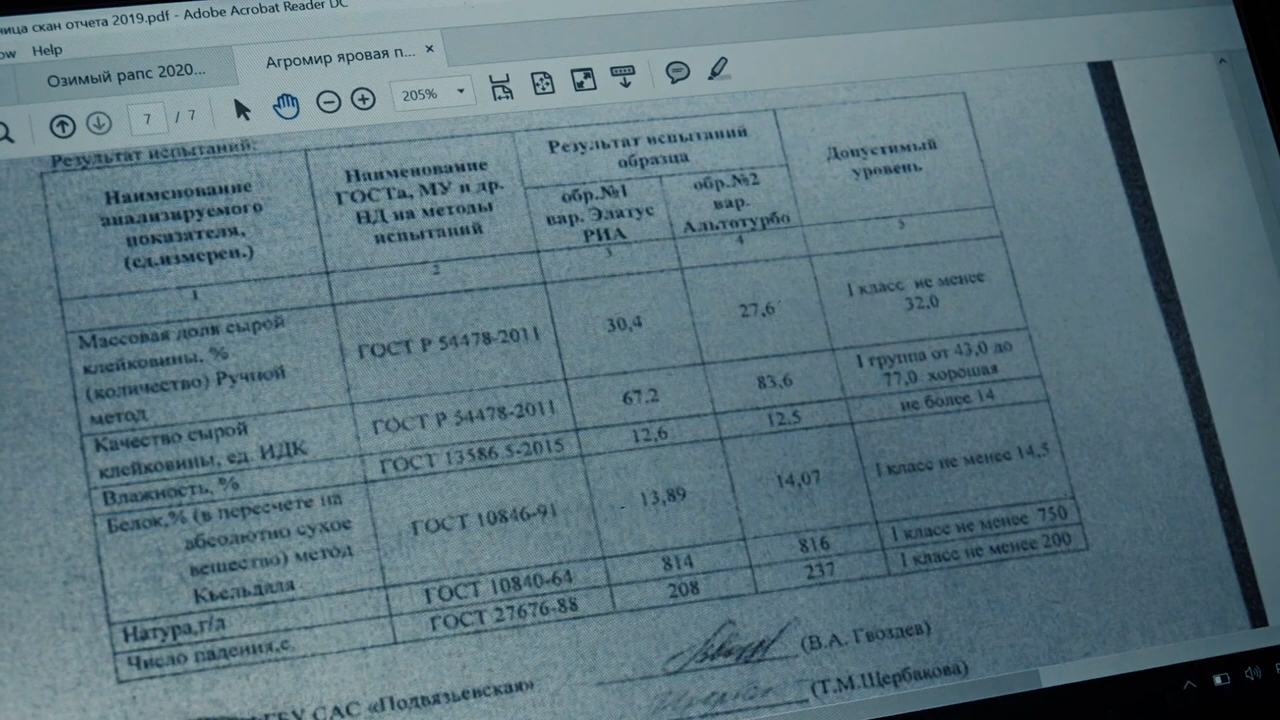 ница скан отчета 2019.pdf - Adobe Acrobat Reader DC
ow Help
Озимый рапс 2020...
Агромир яровая п... ×
7 / 7
205%
Результат испытаний:
Наименование
анализируемого
показателя,
(ед.измерен.)
Наименование
ГОСТа, МУ и др.
НД на методы
испытаний
Результат испытаний
образца
обр.№1
вар. Элатус
РИА
обр.№2
вар.
Альтотурбо
Допустимый
уровень
1
2
3
4
5
Массовая доля сырой
клейковины, %
(количество) Ручной
метод
ГОСТ Р 54478-2011
30,4
27,6
I класс не менее
32,0
Качество сырой
клейковины, ед. ИДК
ГОСТ Р 54478-2011
67,2
83,6
I группа от 43,0 до
77,0 хорошая
Влажность, %
ГОСТ 13586.5-2015
12,6
12,5
не более 14
Белок,% (в пересчете на
абсолютно сухое
вещество) метод
Кьельдаля
ГОСТ 10846-91
13,89
14,07
I класс не менее 14,5
Натура,г/л
ГОСТ 10840-64
814
816
I класс не менее 750
Число падения,с
ГОСТ 27676-88
208
237
I класс не менее 200
(В.А. Гвоздев)
ГБУ САС «Подвязьевская»
(Т.М.Щербакова)